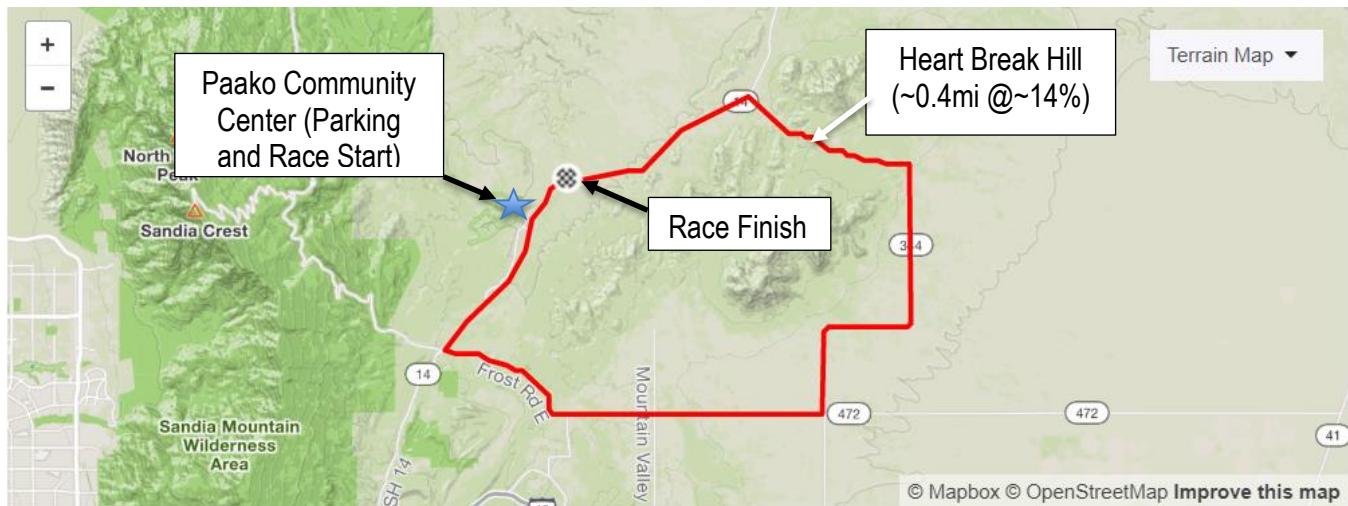 +
−
Paako Community
Center (Parking
and Race Start)
Heart Break Hill
(~0.4mi @~14%)
Terrain Map
North
Peak
Sandia Crest
14
Race Finish
344
14
Frost Rd E
Mountain Valley
472
472
41
Sandia Mountain
Wilderness
Area
SH 14
© Mapbox © OpenStreetMap Improve this map